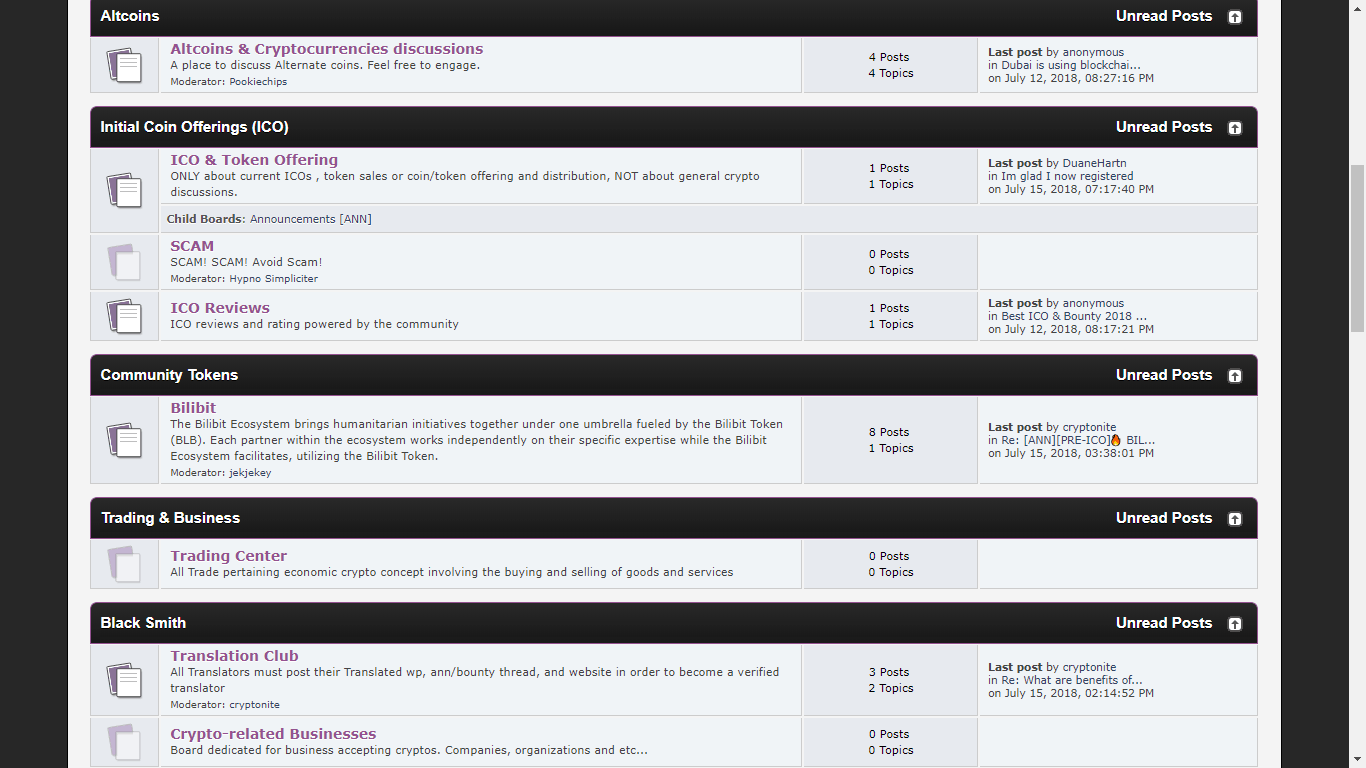 Altcoins
Unread Posts
Altcoins & Cryptocurrencies discussions
A place to discuss Alternate coins. Feel free to engage.
Moderator: Pookiechips
4 Posts
4 Topics
Last post by anonymous
in Dubai is using blockchai...
on July 12, 2018, 08:27:16 PM
Initial Coin Offerings (ICO)
Unread Posts
ICO & Token Offering
ONLY about current ICOs , token sales or coin/token offering and distribution, NOT about general crypto
discussions.
1 Posts
1 Topics
Last post by DuaneHartn
in Im glad I now registered
on July 15, 2018, 07:17:40 PM
Child Boards: Announcements [ANN]
SCAM
SCAM! SCAM! Avoid Scam!
Moderator: Hypno Simpliciter
0 Posts
0 Topics
ICO Reviews
ICO reviews and rating powered by the community
1 Posts
1 Topics
Last post by anonymous
in Best ICO & Bounty 2018 ...
on July 12, 2018, 08:17:21 PM
Community Tokens
Unread Posts
Bilibit
The Bilibit Ecosystem brings humanitarian initiatives together under one umbrella fueled by the Bilibit Token
(BLB). Each partner within the ecosystem works independently on their specific expertise while the Bilibit
Ecosystem facilitates, utilizing the Bilibit Token.
Moderator: jekjekey
8 Posts
1 Topics
Last post by cryptonite
in Re: [ANN][PRE-ICO]🔥 BIL...
on July 15, 2018, 03:38:01 PM
Trading & Business
Unread Posts
Trading Center
All Trade pertaining economic crypto concept involving the buying and selling of goods and services
0 Posts
0 Topics
Black Smith
Unread Posts
Translation Club
All Translators must post their Translated wp, ann/bounty thread, and website in order to become a verified
translator
Moderator: cryptonite
3 Posts
2 Topics
Last post by cryptonite
in Re: What are benefits of...
on July 15, 2018, 02:14:52 PM
Crypto-related Businesses
Board dedicated for business accepting cryptos. Companies, organizations and etc...
0 Posts
0 Topics